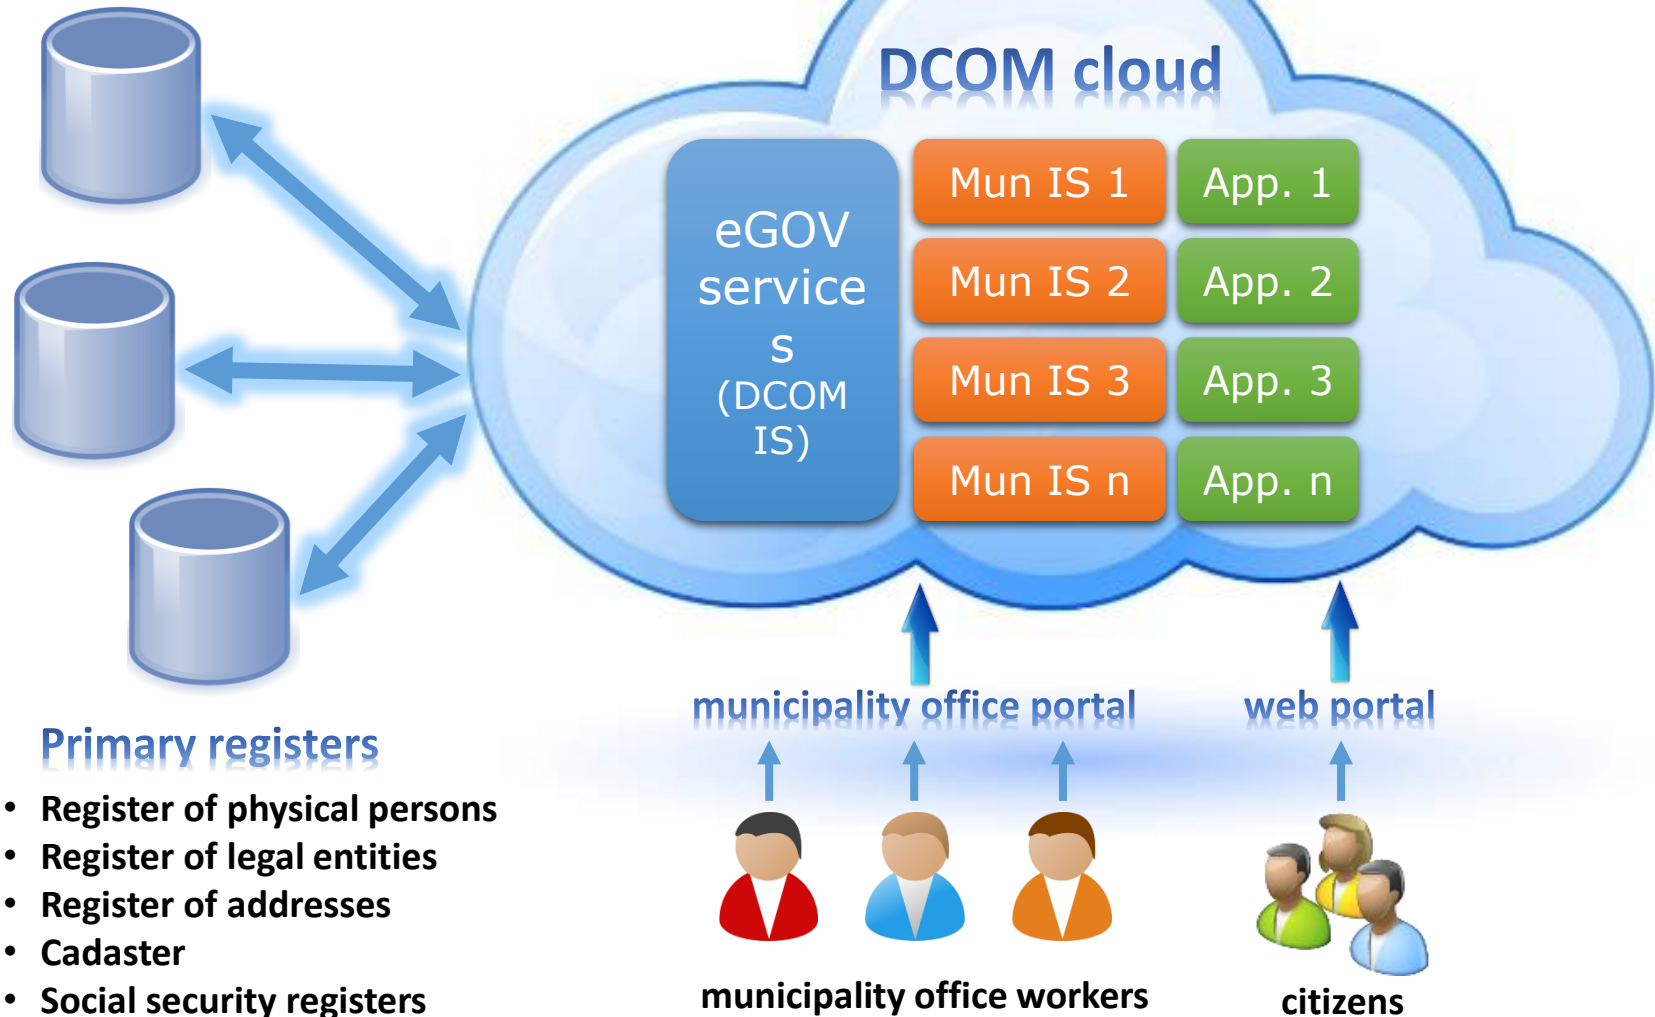 DCOM cloud
eGOV
service
s
(DCOM
IS)
Mun IS 1
App. 1
Mun IS 2
App. 2
Mun IS 3
App. 3
Mun IS n
App. n
municipality office portal
web portal
Primary registers
• Register of physical persons
• Register of legal entities
• Register of addresses
• Cadaster
• Social security registers
municipality office workers
citizens